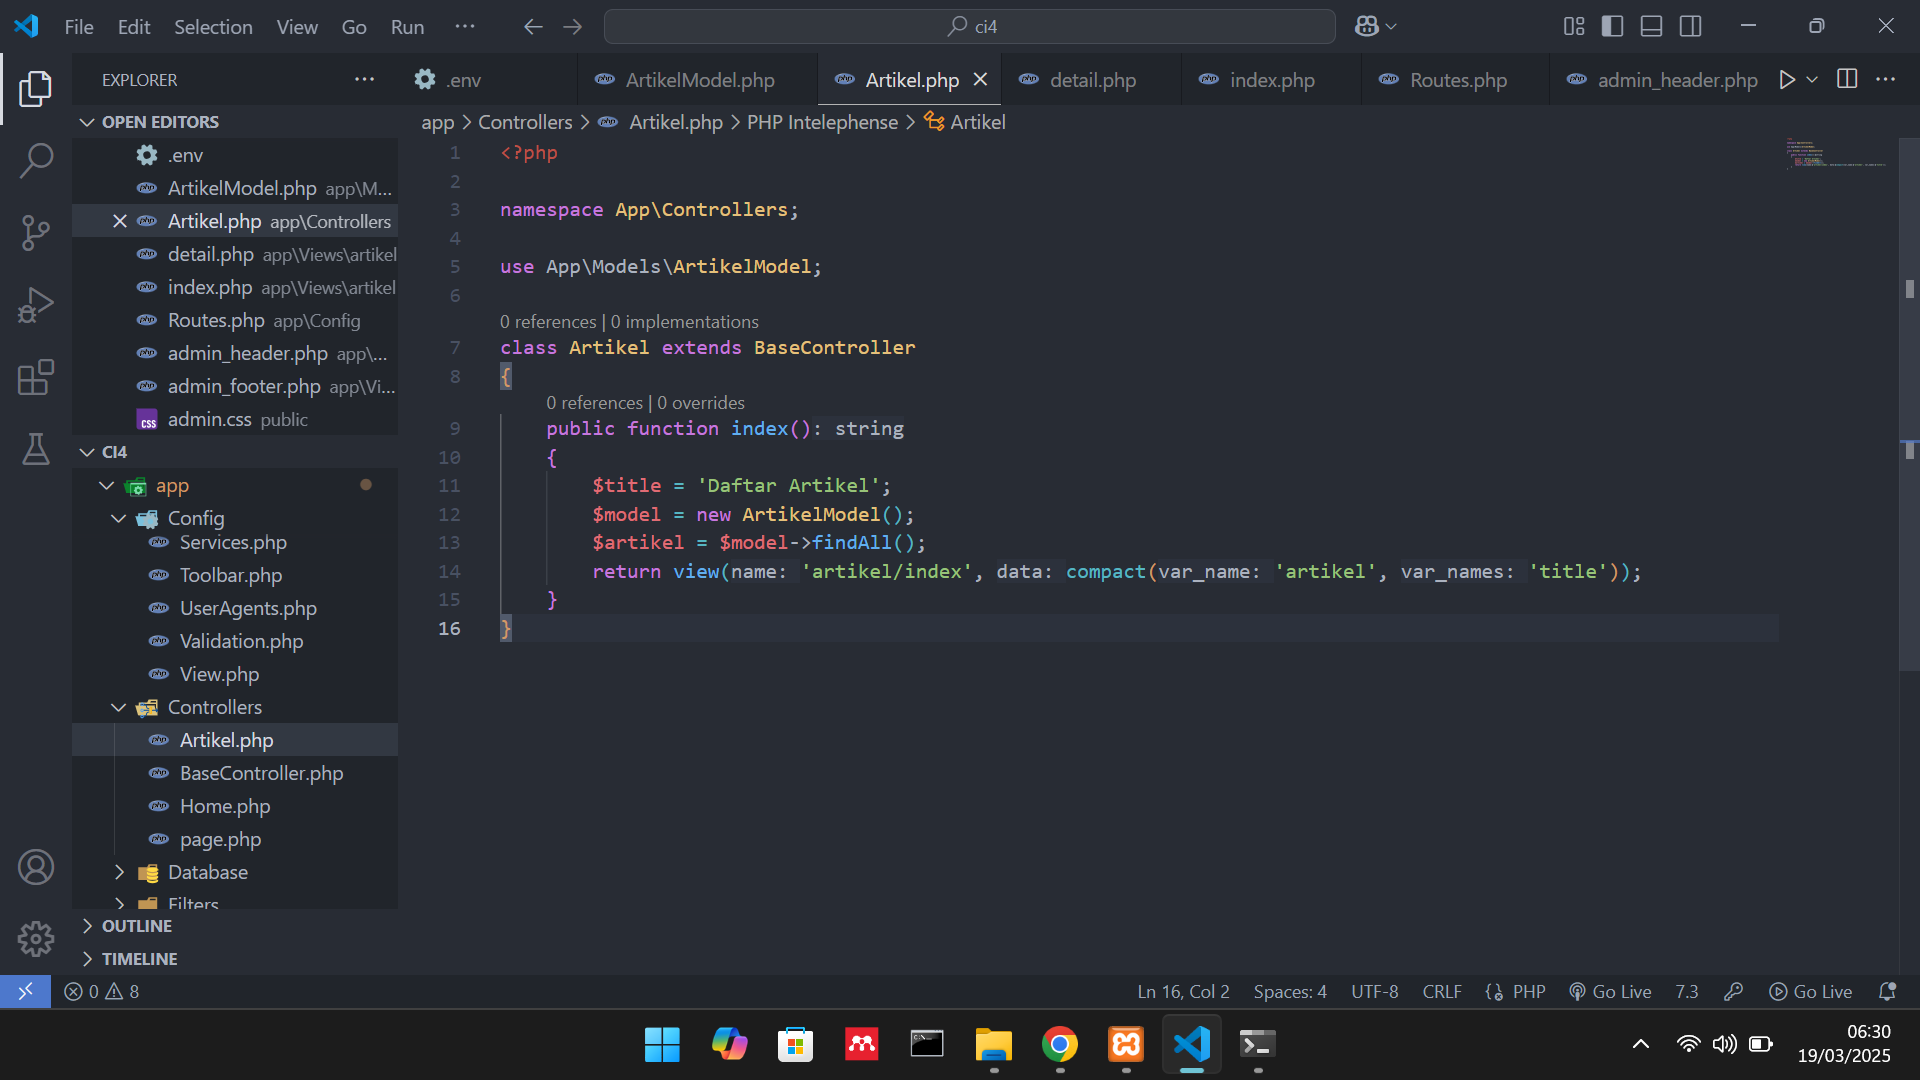 File Edit Selection View Go Run ···
ci4
EXPLORER
.env
ArtikelModel.php
Artikel.php
detail.php
index.php
Routes.php
admin_header.php
OPEN EDITORS
.env
ArtikelModel.php app\M...
Artikel.php app\Controllers
detail.php app\Views\artikel
index.php app\Views\artikel
Routes.php app\Config
admin_header.php app\...
admin_footer.php app\Vi...
admin.css public
CI4
app
Config
Services.php
Toolbar.php
UserAgents.php
Validation.php
View.php
Controllers
Artikel.php
BaseController.php
Home.php
page.php
Database
Filters
OUTLINE
TIMELINE
app > Controllers > Artikel.php > PHP Intelephense > Artikel
1 <?php
2
3 namespace App\Controllers;
4
5 use App\Models\ArtikelModel;
6
0 references | 0 implementations
7 class Artikel extends BaseController
8 {
0 references | 0 overrides
9 public function index(): string
10 {
11 $title = 'Daftar Artikel';
12 $model = new ArtikelModel();
13 $artikel = $model->findAll();
14 return view(name: 'artikel/index', data: compact(var_name: 'artikel', var_names: 'title'));
15 }
16 }
0 8
Ln 16, Col 2 Spaces: 4 UTF-8 CRLF PHP Go Live 7.3 Go Live
06:30
19/03/2025